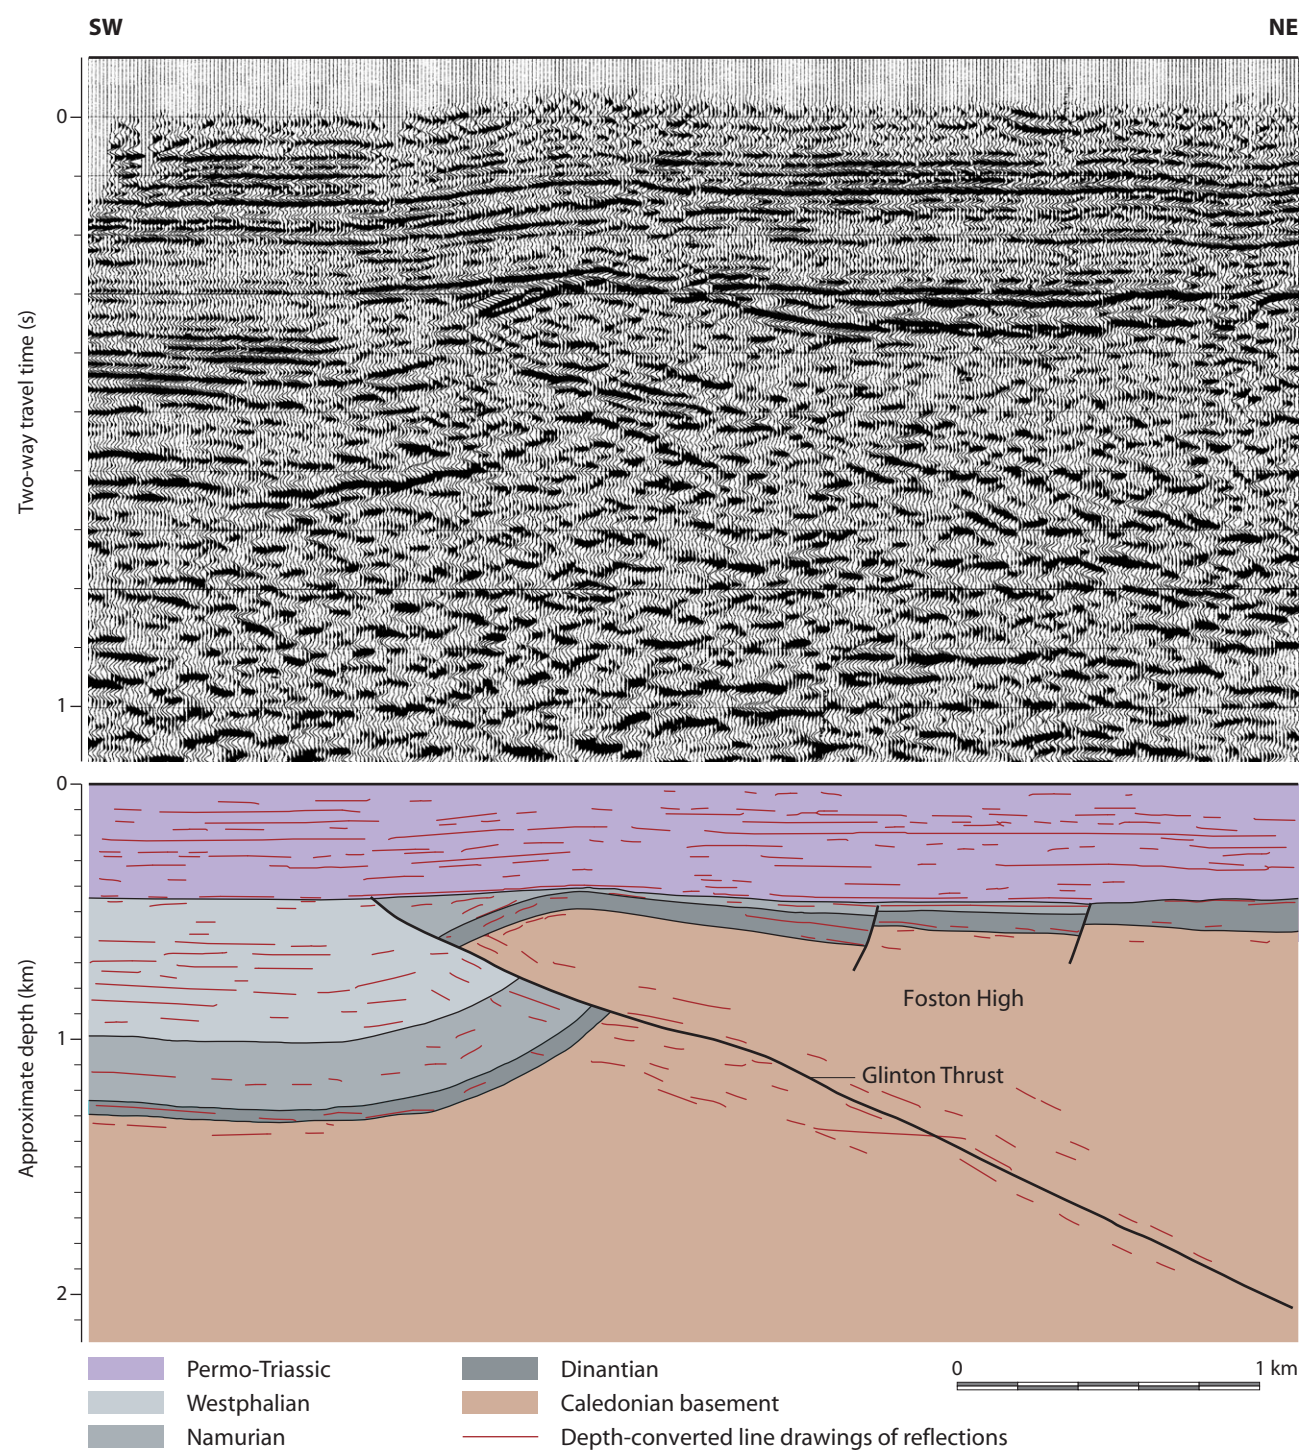 SW NE
0
Two-way travel time (s)
1
0
Approximate depth (km)
Foston High
1
Glinton Thrust
2
Permo-Triassic
Westphalian
Namurian
Dinantian
Caledonian basement
Depth-converted line drawings of reflections
0 1 km